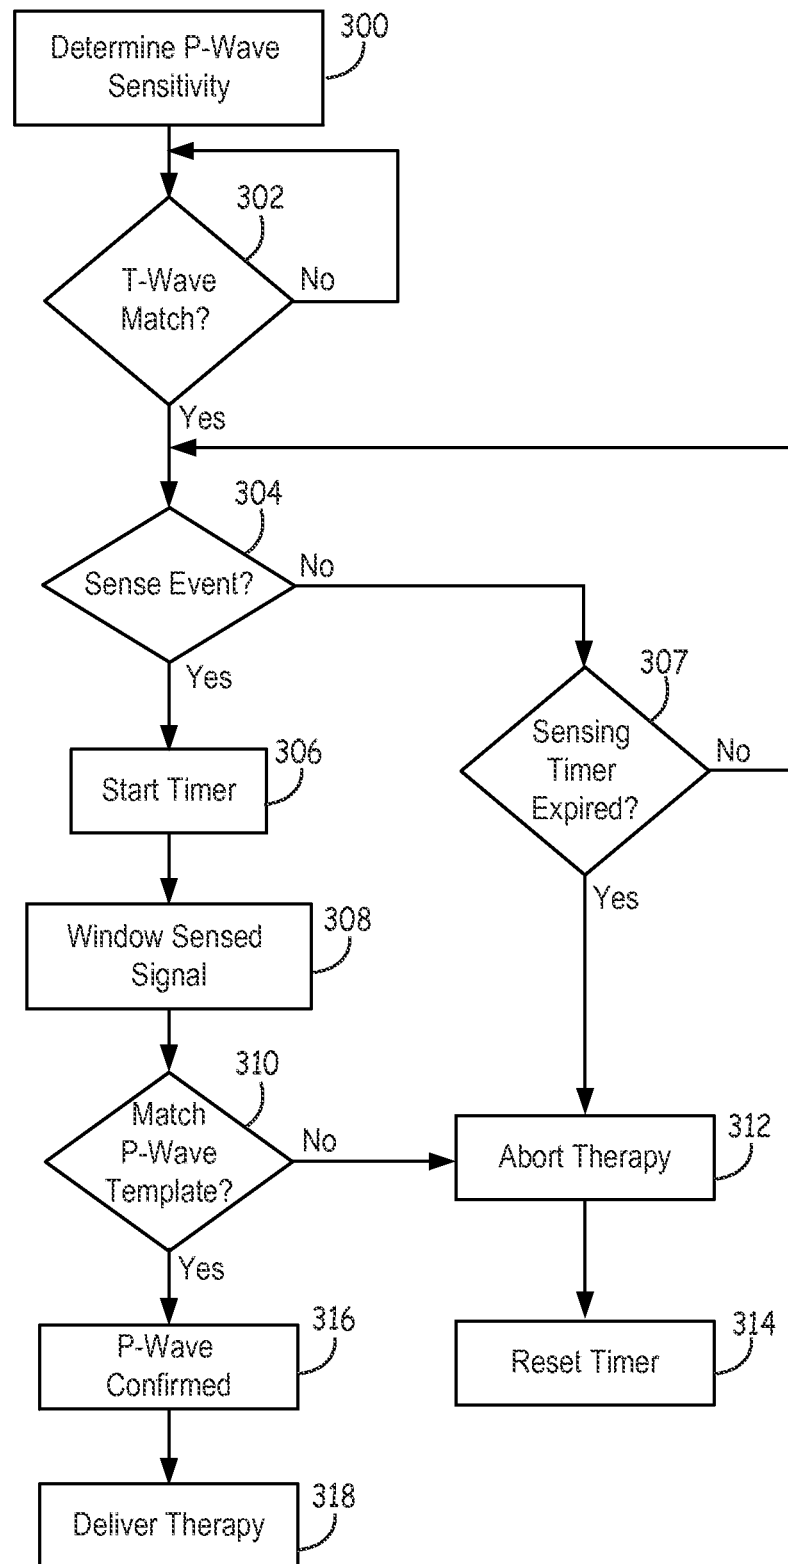 Determine P-Wave
Sensitivity
300
302
T-Wave
Match?
No
Yes
304
Sense Event?
No
Yes
307
Sensing
Timer
Expired?
No
Yes
306
Start Timer
308
Window Sensed
Signal
310
Match
P-Wave
Template?
No
Yes
312
Abort Therapy
314
Reset Timer
316
P-Wave
Confirmed
318
Deliver Therapy